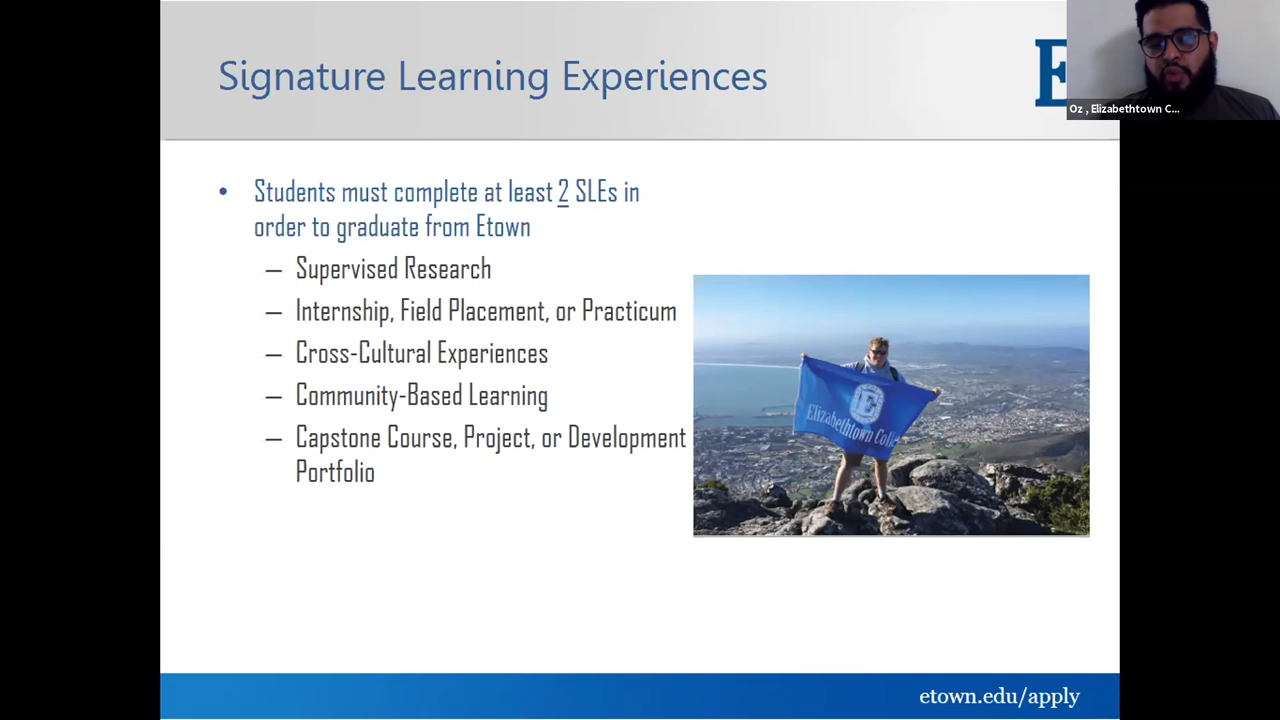 Signature Learning Experiences
E
Oz , Elizabethtown C...
• Students must complete at least 2 SLEs in
order to graduate from Etown
– Supervised Research
– Internship, Field Placement, or Practicum
– Cross-Cultural Experiences
– Community-Based Learning
– Capstone Course, Project, or Development
Portfolio
E
Elizabethtown Colle
etown.edu/apply